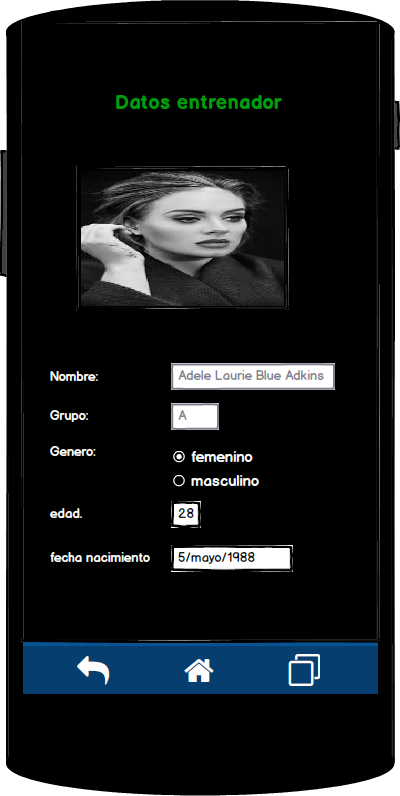 Datos entrenador
Nombre: Adele Laurie Blue Adkins
Grupo: A
Genero: femenino
masculino
edad. 28
fecha nacimiento 5/mayo/1988